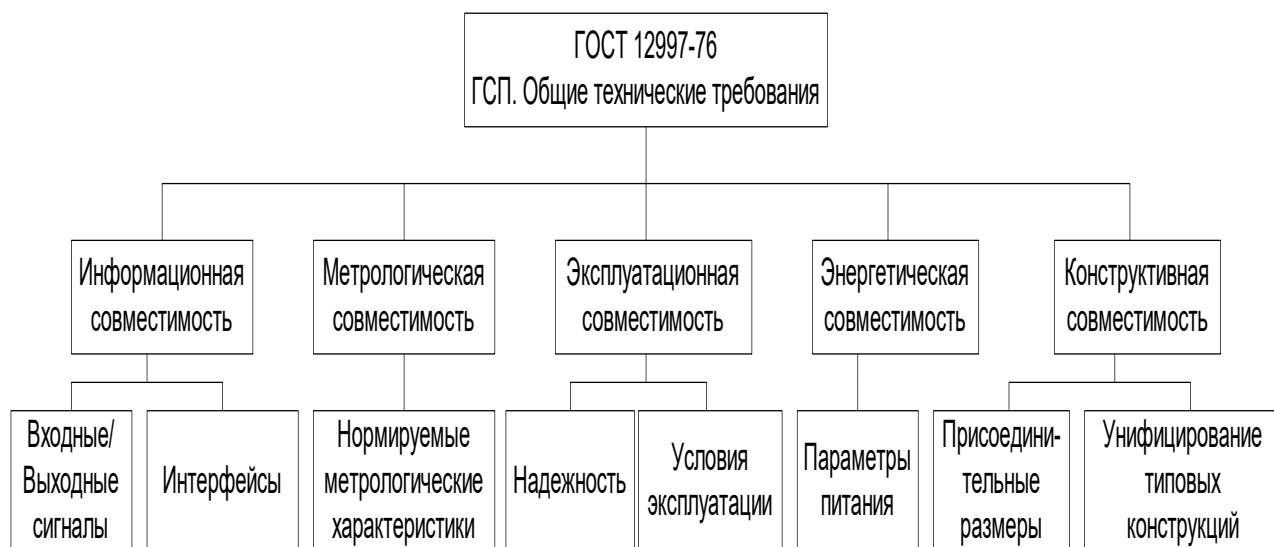 ГОСТ 12997-76
ГСП. Общие технические требования
Информационная
совместимость
Метрологическая
совместимость
Эксплуатационная
совместимость
Энергетическая
совместимость
Конструктивная
совместимость
Входные/
Выходные
сигналы
Интерфейсы
Нормируемые
метрологические
характеристики
Надежность
Условия
эксплуатации
Параметры
питания
Присоедини-
тельные
размеры
Унифицирование
типовых
конструкций